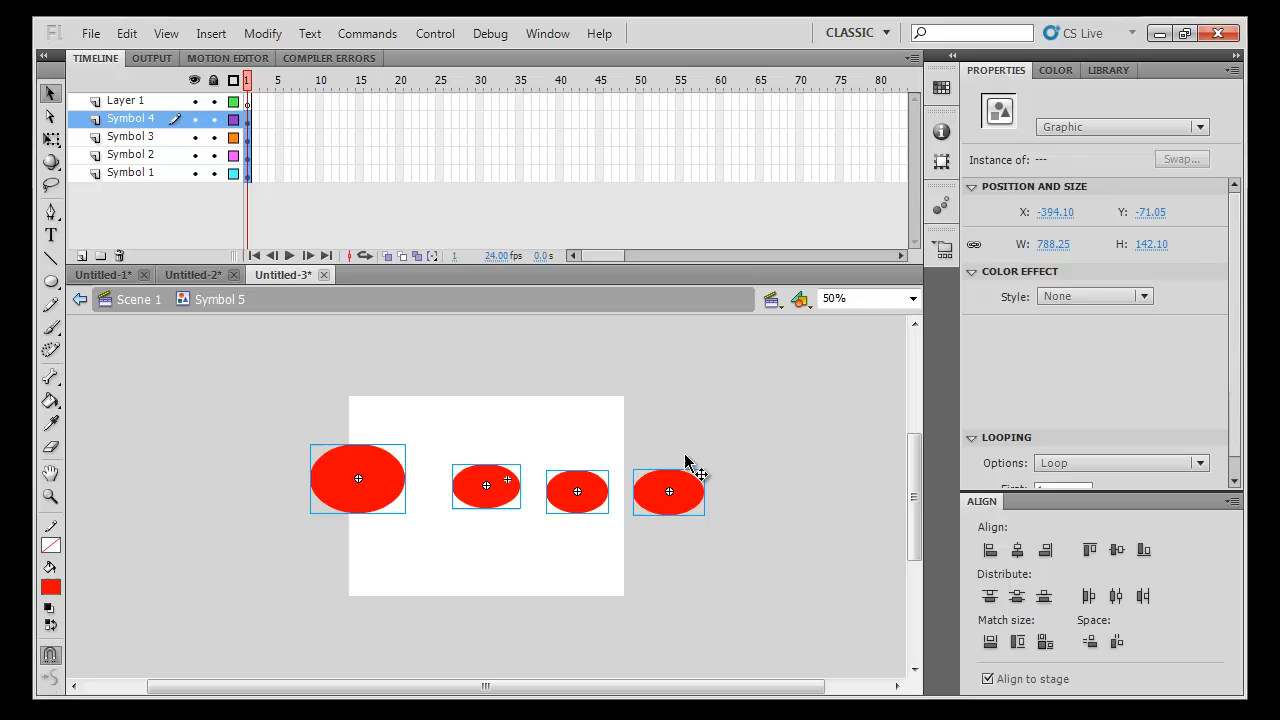 Fl File Edit View Insert Modify Text Commands Control Debug Window Help CLASSIC CS Live
TIMELINE OUTPUT MOTION EDITOR COMPILER ERRORS
PROPERTIES COLOR LIBRARY
1 5 10 15 20 25 30 35 40 45 50 55 60 65 70 75 80
Layer 1
Symbol 4
Symbol 3
Symbol 2
Symbol 1
Graphic
Instance of: --- Swap...
POSITION AND SIZE
X: -394.10 Y: -71.05
W: 788.25 H: 142.10
COLOR EFFECT
Style: None
1 24.00 fps 0.0 s
Untitled-1* Untitled-2* Untitled-3*
Scene 1 Symbol 5 50%
LOOPING
Options: Loop
ALIGN
Align:
Distribute:
Match size: Space:
Align to stage
T